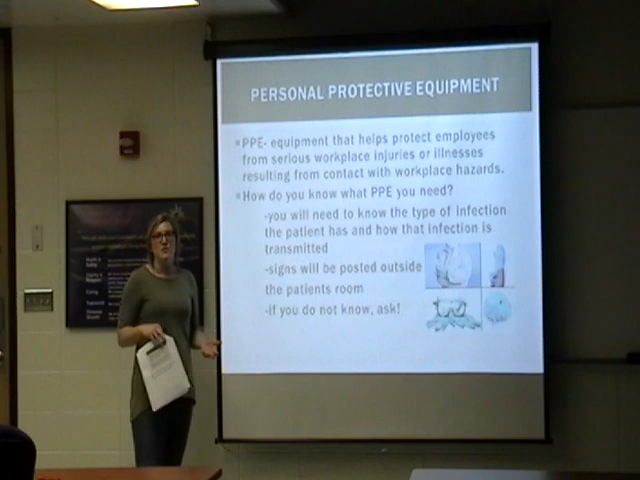 PERSONAL PROTECTIVE EQUIPMENT
PPE- equipment that helps protect employees
from serious workplace injuries or illnesses
resulting from contact with workplace hazards.
How do you know what PPE you need?
-you will need to know the type of infection
the patient has and how that infection is
transmitted
-signs will be posted outside
the patients room
-if you do not know, ask!